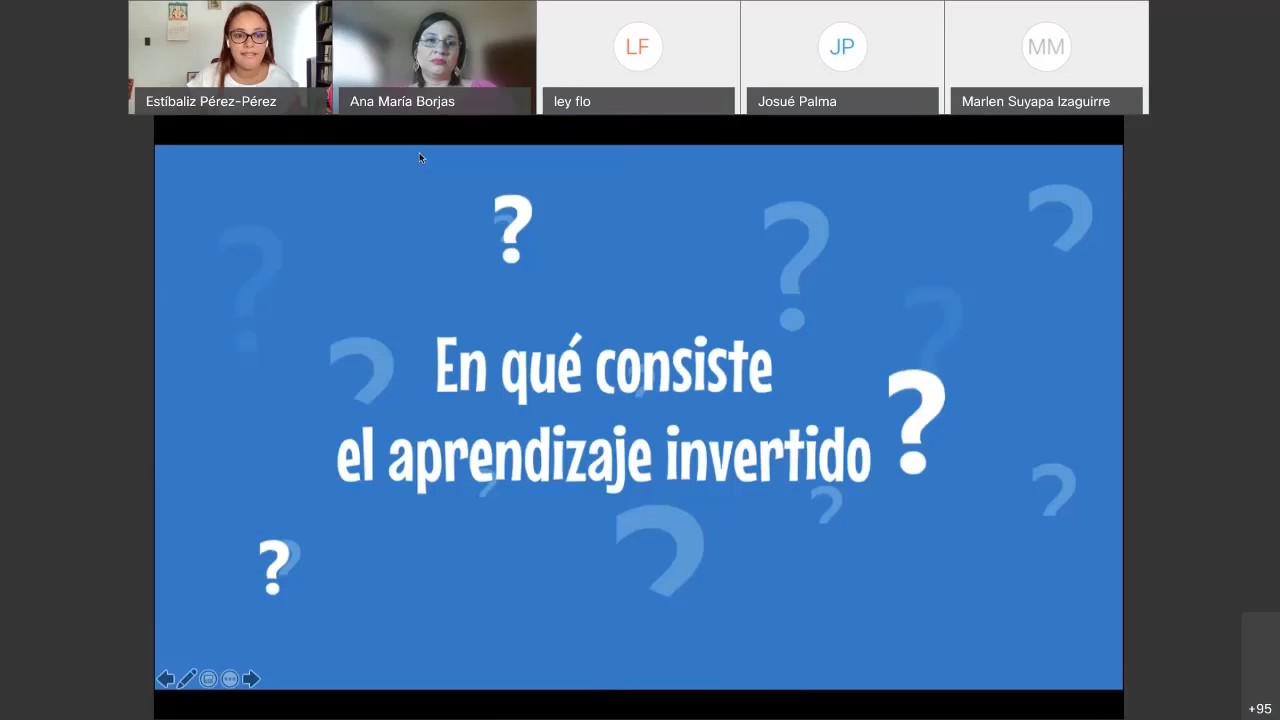 LF
JP
MM
Estíbaliz Pérez-Pérez
Ana María Borjas
ley flo
Josué Palma
Marlen Suyapa Izaguirre
En qué consiste
el aprendizaje invertido ?
+95